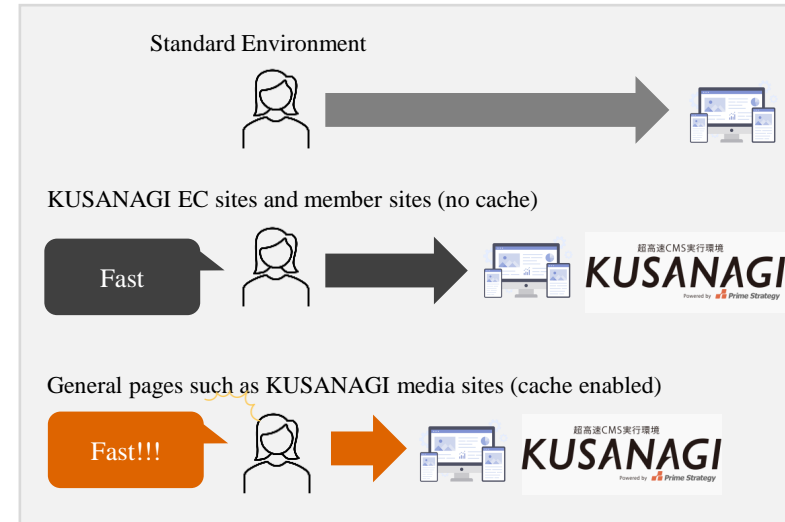 Standard Environment
KUSANAGI EC sites and member sites (no cache)
Fast
超高速CMS実行環境
KUSANAGI
Powered by Prime Strategy
General pages such as KUSANAGI media sites (cache enabled)
Fast!!!
超高速CMS実行環境
KUSANAGI
Powered by Prime Strategy